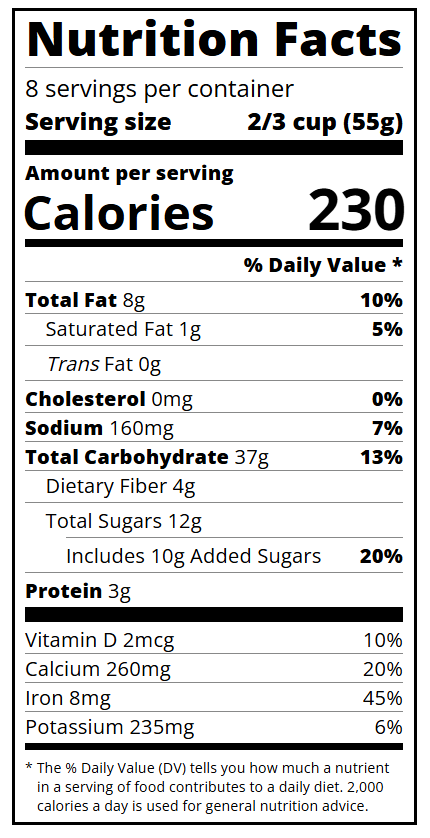 Nutrition Facts
8 servings per container
Serving size 2/3 cup (55g)
Amount per serving
Calories 230
% Daily Value *
Total Fat 8g 10%
Saturated Fat 1g 5%
Trans Fat 0g
Cholesterol 0mg 0%
Sodium 160mg 7%
Total Carbohydrate 37g 13%
Dietary Fiber 4g
Total Sugars 12g
Includes 10g Added Sugars 20%
Protein 3g
Vitamin D 2mcg 10%
Calcium 260mg 20%
Iron 8mg 45%
Potassium 235mg 6%
* The % Daily Value (DV) tells you how much a nutrient
in a serving of food contributes to a daily diet. 2,000
calories a day is used for general nutrition advice.